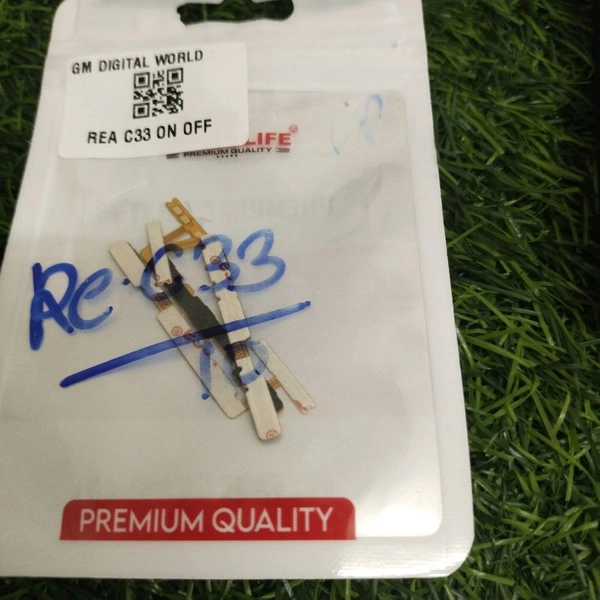 GM DIGITAL WORLD
REA C33 ON OFF
LIFE®
PREMIUM QUALITY
Re-C33
PREMIUM QUALITY